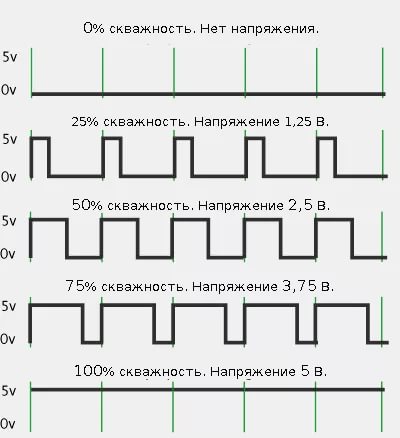 0% скважность. Нет напряжения.
5v
0v
25% скважность. Напряжение 1,25 В.
5v
0v
50% скважность. Напряжение 2,5 В.
5v
0v
75% скважность. Напряжение 3,75 В.
5v
0v
100% скважность. Напряжение 5 В.
5v
0v